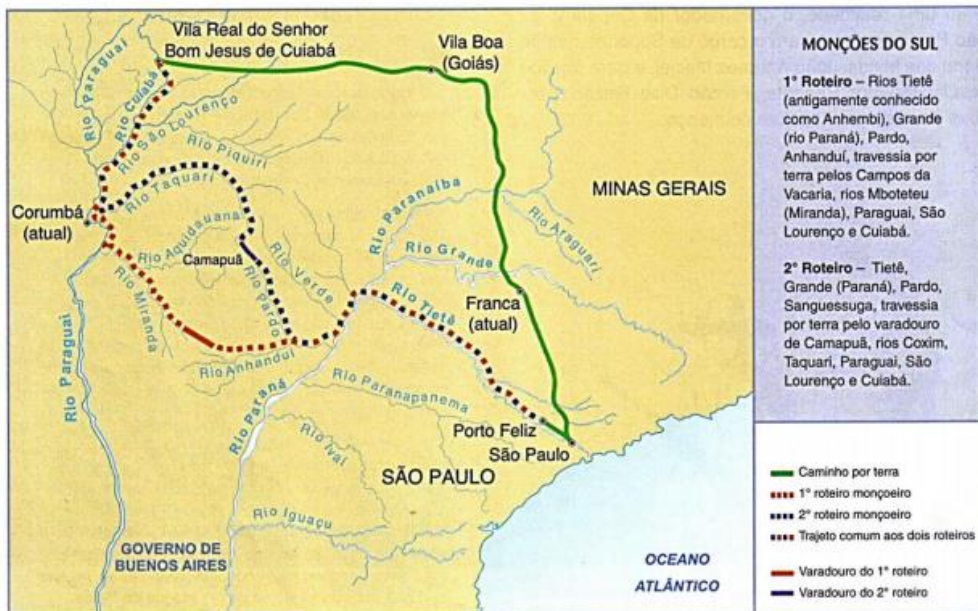 Vila Real do Senhor
Bom Jesus de Cuiabá
Vila Boa
(Goiás)
Rio Paraguai
Rio Cuiabá
Rio São Lourenço
Rio Piquiri
Rio Taquari
Corumbá
(atual)
Rio Aquidauana
Camapuã
Rio Verde
Rio Pardo
Rio Miranda
Rio Anhanduí
Rio Paraguai
Rio Paraná
Rio Paranaíba
Rio Grande
Rio Araguari
MINAS GERAIS
Rio Tietê
Franca
(atual)
Rio Paranapanema
Porto Feliz
São Paulo
Rio Ivaí
SÃO PAULO
Rio Iguaçu
GOVERNO DE
BUENOS AIRES
OCEANO
ATLÂNTICO
MONÇÕES DO SUL
1º Roteiro – Rios Tietê
(antigamente conhecido
como Anhembi), Grande
(rio Paraná), Pardo,
Anhanduí, travessia por
terra pelos Campos da
Vacaria, rios Mboteteu
(Miranda), Paraguai, São
Lourenço e Cuiabá.
2º Roteiro – Tietê,
Grande (Paraná), Pardo,
Sanguessuga, travessia
por terra pelo varadouro
de Camapuã, rios Coxim,
Taquari, Paraguai, São
Lourenço e Cuiabá.
Caminho por terra
1º roteiro monçoeiro
2º roteiro monçoeiro
Trajeto comum aos dois roteiros
Varadouro do 1º roteiro
Varadouro do 2º roteiro